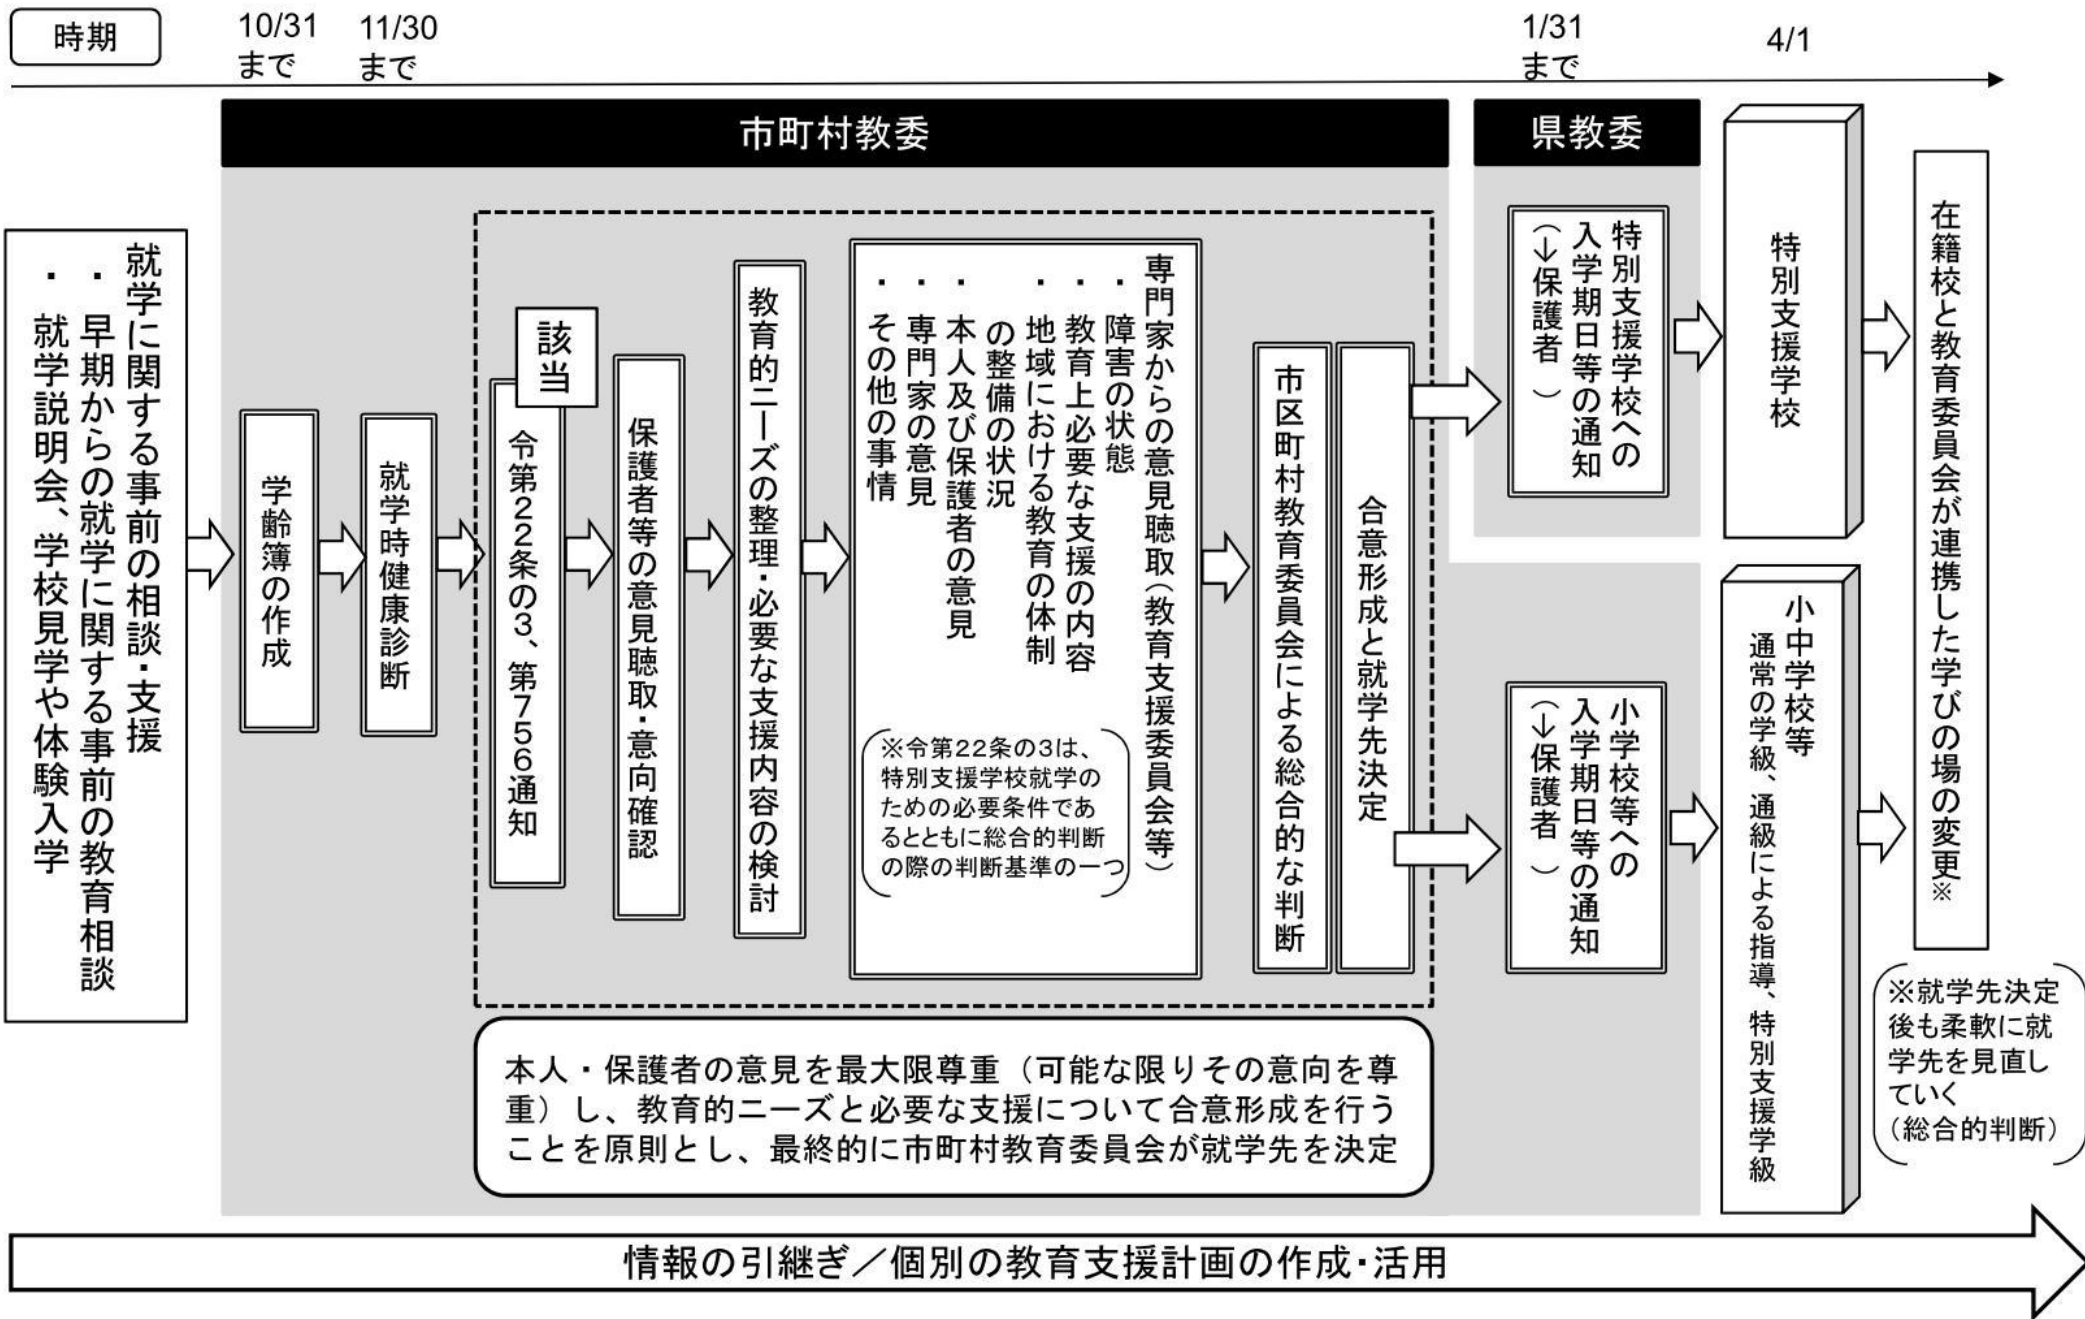 時期
10/31
まで
11/30
まで
1/31
まで
4/1
市町村教委
県教委
就学に関する事前の相談・支援
・早期からの就学に関する事前の教育相談
・就学説明会、学校見学や体験入学
学齢簿の作成
就学時健康診断
該当
令第22条の3、第756通知
保護者等の意見聴取・意向確認
教育的ニーズの整理・必要な支援内容の検討
専門家からの意見聴取(教育支援委員会等)
・障害の状態
・教育上必要な支援の内容
・地域における教育の体制
の整備の状況
・本人及び保護者の意見
・専門家の意見
・その他の事情
※令第22条の3は、
特別支援学校就学の
ための必要条件であ
るとともに総合的判断
の際の判断基準の一つ
市区町村教育委員会による総合的な判断
合意形成と就学先決定
特別支援学校への
入学期日等の通知
(→保護者)
小学校等への
入学期日等の通知
(→保護者)
特別支援学校
小中学校等
通常の学級、通級による指導、特別支援学級
在籍校と教育委員会が連携した学びの場の変更※
※就学先決定
後も柔軟に就
学先を見直し
ていく
(総合的判断)
本人・保護者の意見を最大限尊重（可能な限りその意向を尊
重）し、教育的ニーズと必要な支援について合意形成を行う
ことを原則とし、最終的に市町村教育委員会が就学先を決定
情報の引継ぎ／個別の教育支援計画の作成・活用